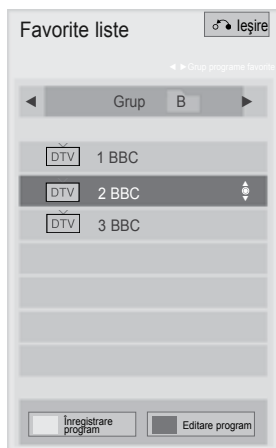 Favorite liste
Ieşire
◄ ►Grup programe favorite
◄ Grup B ►
DTV 1 BBC
DTV 2 BBC
DTV 3 BBC
Înregistrare
program
Editare program